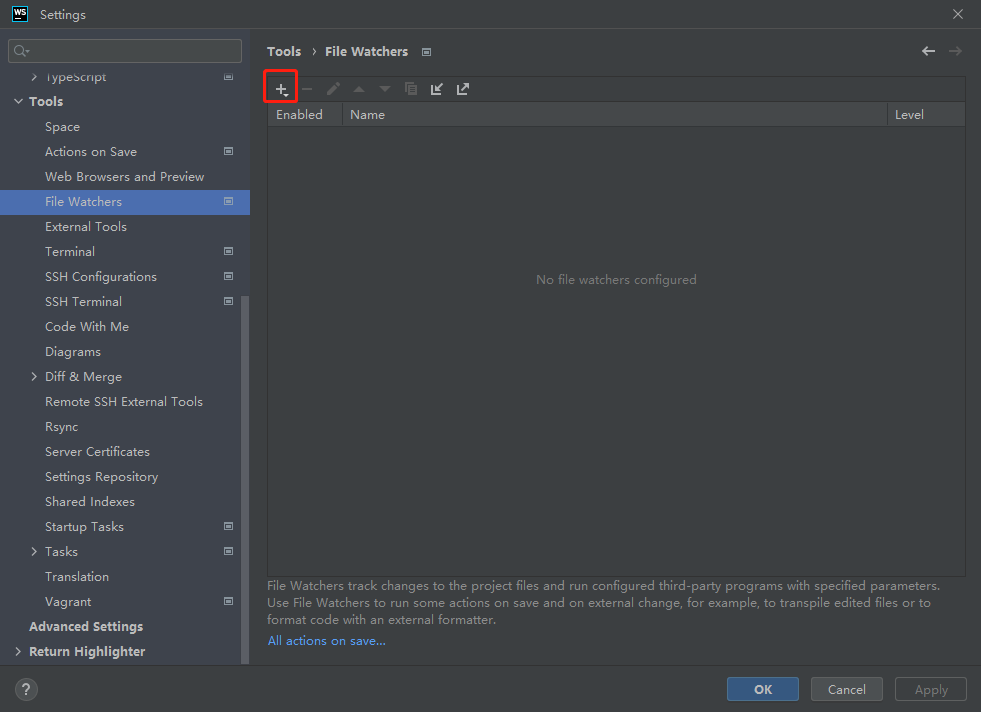 WS Settings
Tools › File Watchers
TypeScript
Tools
Space
Actions on Save
Web Browsers and Preview
File Watchers
External Tools
Terminal
SSH Configurations
SSH Terminal
Code With Me
Diagrams
Diff & Merge
Remote SSH External Tools
Rsync
Server Certificates
Settings Repository
Shared Indexes
Startup Tasks
Tasks
Translation
Vagrant
Advanced Settings
Return Highlighter
Enabled Name Level
No file watchers configured
File Watchers track changes to the project files and run configured third-party programs with specified parameters.
Use File Watchers to run some actions on save and on external change, for example, to transpile edited files or to
format code with an external formatter.
All actions on save...
? OK Cancel Apply